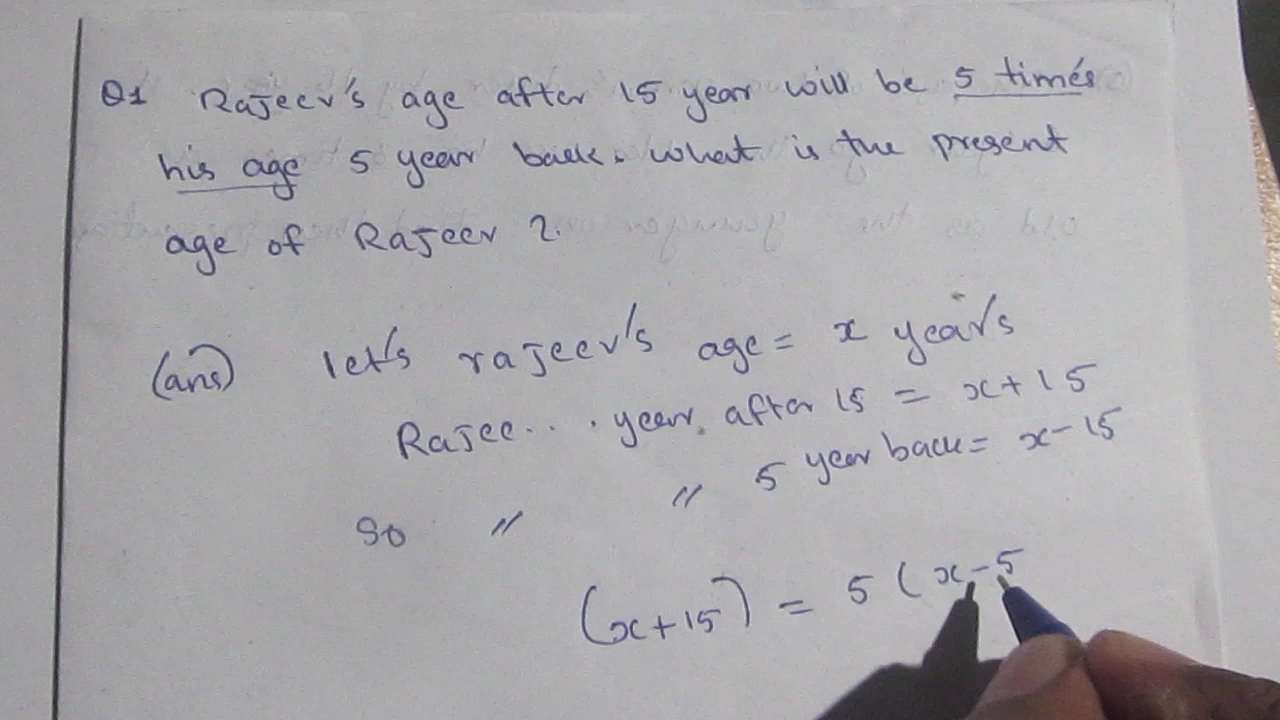 Q1 Rajeev's age after 15 year will be 5 times
his age 5 year back. what is the present
age of Rajeev ?
(ans) let's rajeev's age = x year's
Rajee... year. after 15 = x+15
so " " 5 year back = x-15
(x+15) = 5 (x-5